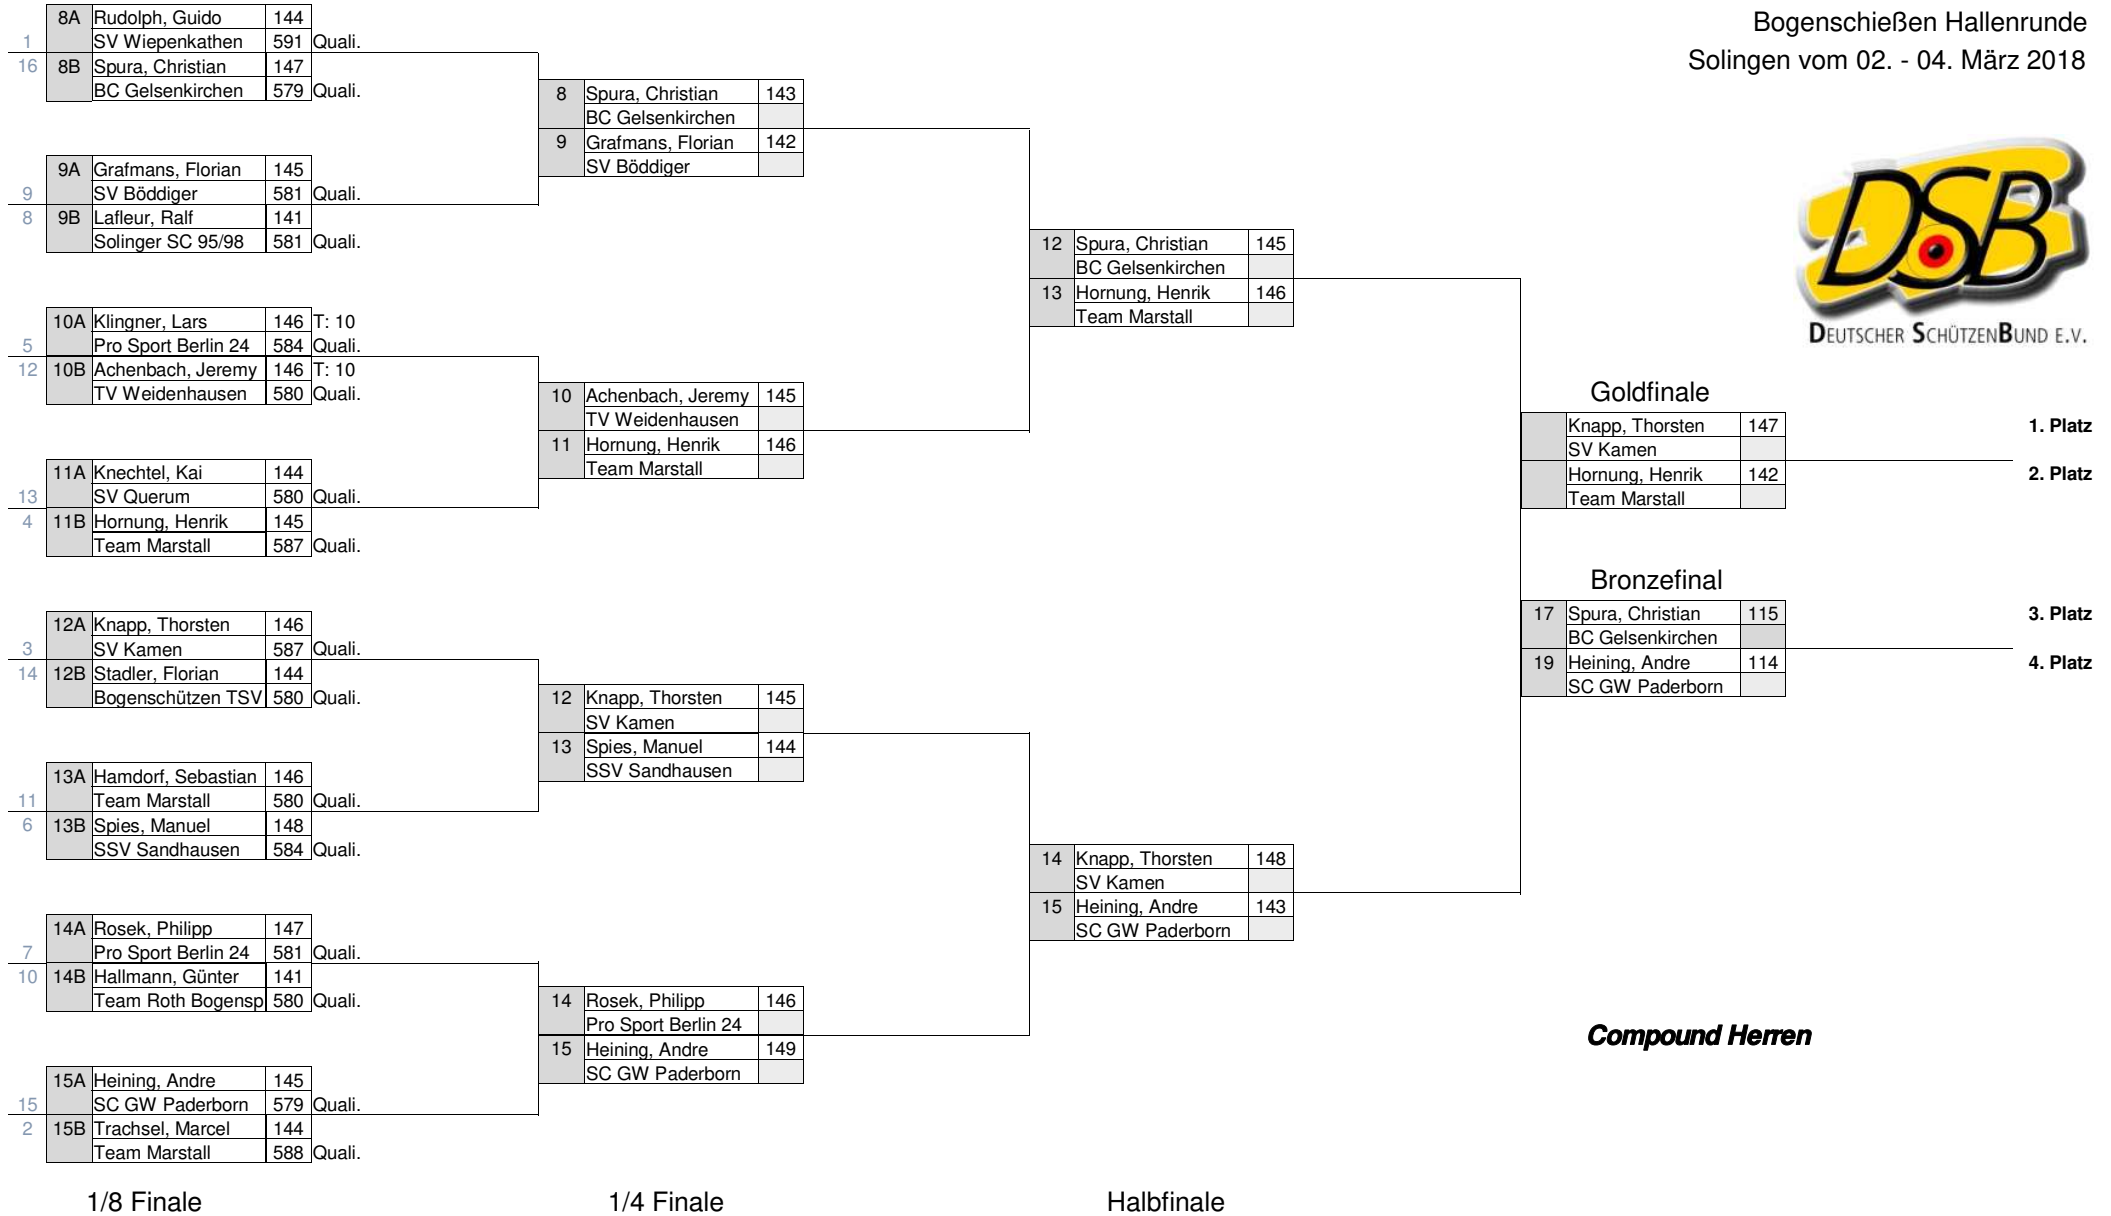 Bogenschießen Hallenrunde
Solingen vom 02. - 04. März 2018
DSB
DEUTSCHER SCHÜTZENBUND E.V.
8A Rudolph, Guido 144
1 SV Wiepenkathen 591 Quali.
16 8B Spura, Christian 147
BC Gelsenkirchen 579 Quali.
9A Grafmans, Florian 145
9 SV Böddiger 581 Quali.
8 9B Lafleur, Ralf 141
Solinger SC 95/98 581 Quali.
10A Klingner, Lars 146 T: 10
5 Pro Sport Berlin 24 584 Quali.
12 10B Achenbach, Jeremy 146 T: 10
TV Weidenhausen 580 Quali.
11A Knechtel, Kai 144
13 SV Querum 580 Quali.
4 11B Hornung, Henrik 145
Team Marstall 587 Quali.
12A Knapp, Thorsten 146
3 SV Kamen 587 Quali.
14 12B Stadler, Florian 144
Bogenschützen TSV 580 Quali.
13A Hamdorf, Sebastian 146
11 Team Marstall 580 Quali.
6 13B Spies, Manuel 148
SSV Sandhausen 584 Quali.
14A Rosek, Philipp 147
7 Pro Sport Berlin 24 581 Quali.
10 14B Hallmann, Günter 141
Team Roth Bogensp 580 Quali.
15A Heining, Andre 145
15 SC GW Paderborn 579 Quali.
2 15B Trachsel, Marcel 144
Team Marstall 588 Quali.
1/8 Finale
8 Spura, Christian 143
BC Gelsenkirchen
9 Grafmans, Florian 142
SV Böddiger
10 Achenbach, Jeremy 145
TV Weidenhausen
11 Hornung, Henrik 146
Team Marstall
12 Knapp, Thorsten 145
SV Kamen
13 Spies, Manuel 144
SSV Sandhausen
14 Rosek, Philipp 146
Pro Sport Berlin 24
15 Heining, Andre 149
SC GW Paderborn
1/4 Finale
12 Spura, Christian 145
BC Gelsenkirchen
13 Hornung, Henrik 146
Team Marstall
14 Knapp, Thorsten 148
SV Kamen
15 Heining, Andre 143
SC GW Paderborn
Halbfinale
Goldfinale
Knapp, Thorsten 147 1. Platz
SV Kamen
Hornung, Henrik 142 2. Platz
Team Marstall
Bronzefinal
17 Spura, Christian 115 3. Platz
BC Gelsenkirchen
19 Heining, Andre 114 4. Platz
SC GW Paderborn
Compound Herren